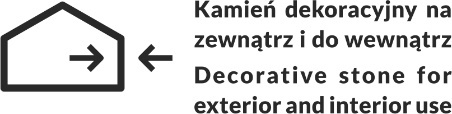 Kamień dekoracyjny na
zewnątrz i do wewnątrz
Decorative stone for
exterior and interior use